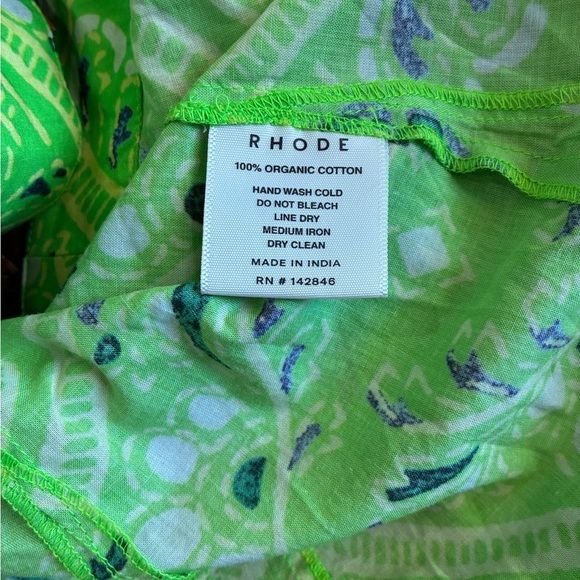 RHODE
100% ORGANIC COTTON
HAND WASH COLD
DO NOT BLEACH
LINE DRY
MEDIUM IRON
DRY CLEAN
MADE IN INDIA
RN # 142846